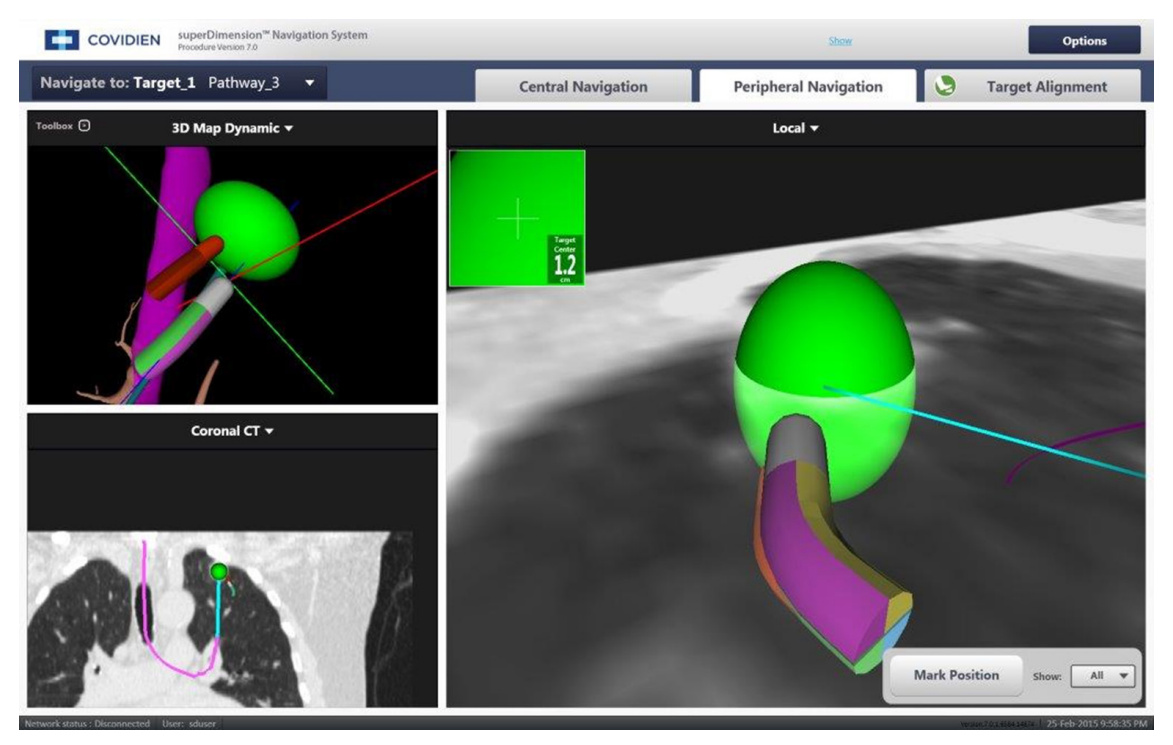 COVIDIEN
superDimension™ Navigation System
Procedure Version 7.0
Show
Options
Navigate to: Target_1 Pathway_3
Central Navigation
Peripheral Navigation
Target Alignment
Toolbox
3D Map Dynamic
Local
Target
Center
1.2
cm
Coronal CT
Mark Position
Show: All
Network status : Disconnected User: sduser
25-Feb-2015 9:58:35 PM